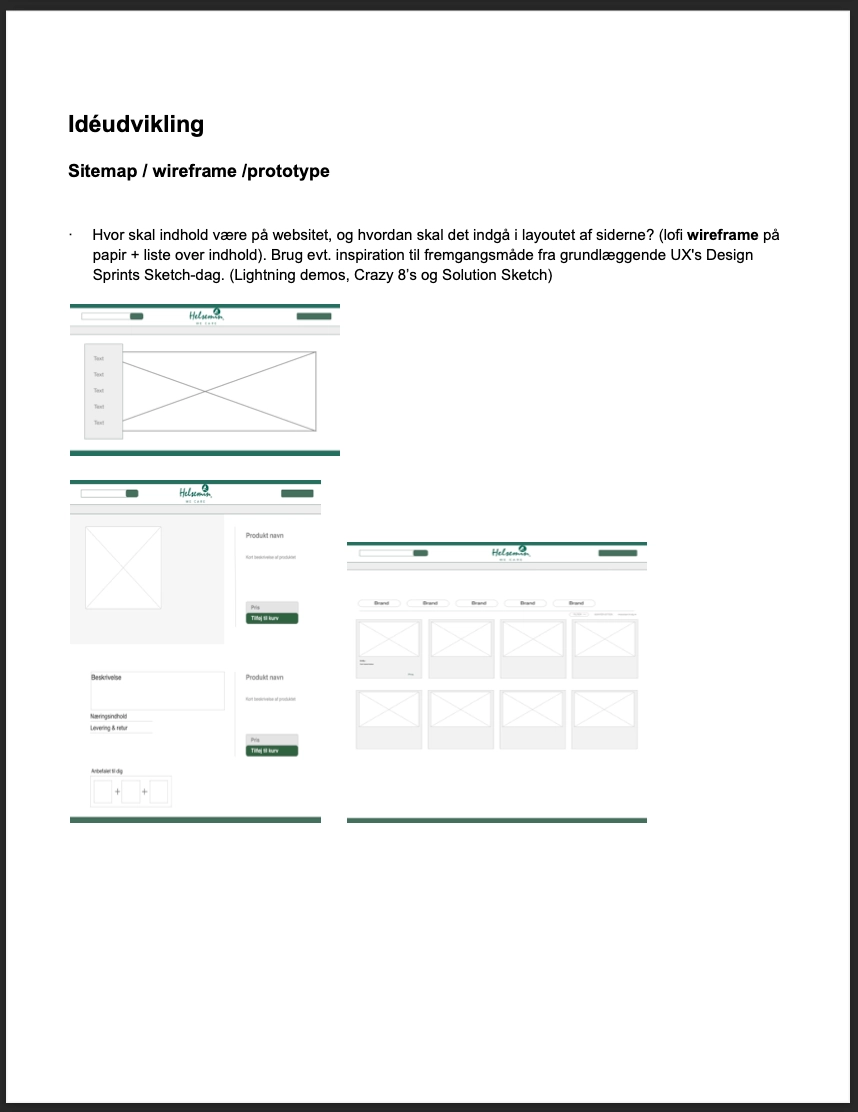 Idéudvikling
Sitemap / wireframe /prototype
· Hvor skal indhold være på websitet, og hvordan skal det indgå i layoutet af siderne? (lofi wireframe på
papir + liste over indhold). Brug evt. inspiration til fremgangsmåde fra grundlæggende UX's Design
Sprints Sketch-dag. (Lightning demos, Crazy 8's og Solution Sketch)
Helsemin
WE CARE
Text
Text
Text
Text
Text
Helsemin
WE CARE
Produkt navn
Kort beskrivelse af produktet
Pris
Tilføj til kurv
Beskrivelse
Næringsindhold
Levering & retur
Produkt navn
Kort beskrivelse af produktet
Pris
Tilføj til kurv
Anbefalet til dig
+ +
Helsemin
WE CARE
Brand Brand Brand Brand Brand